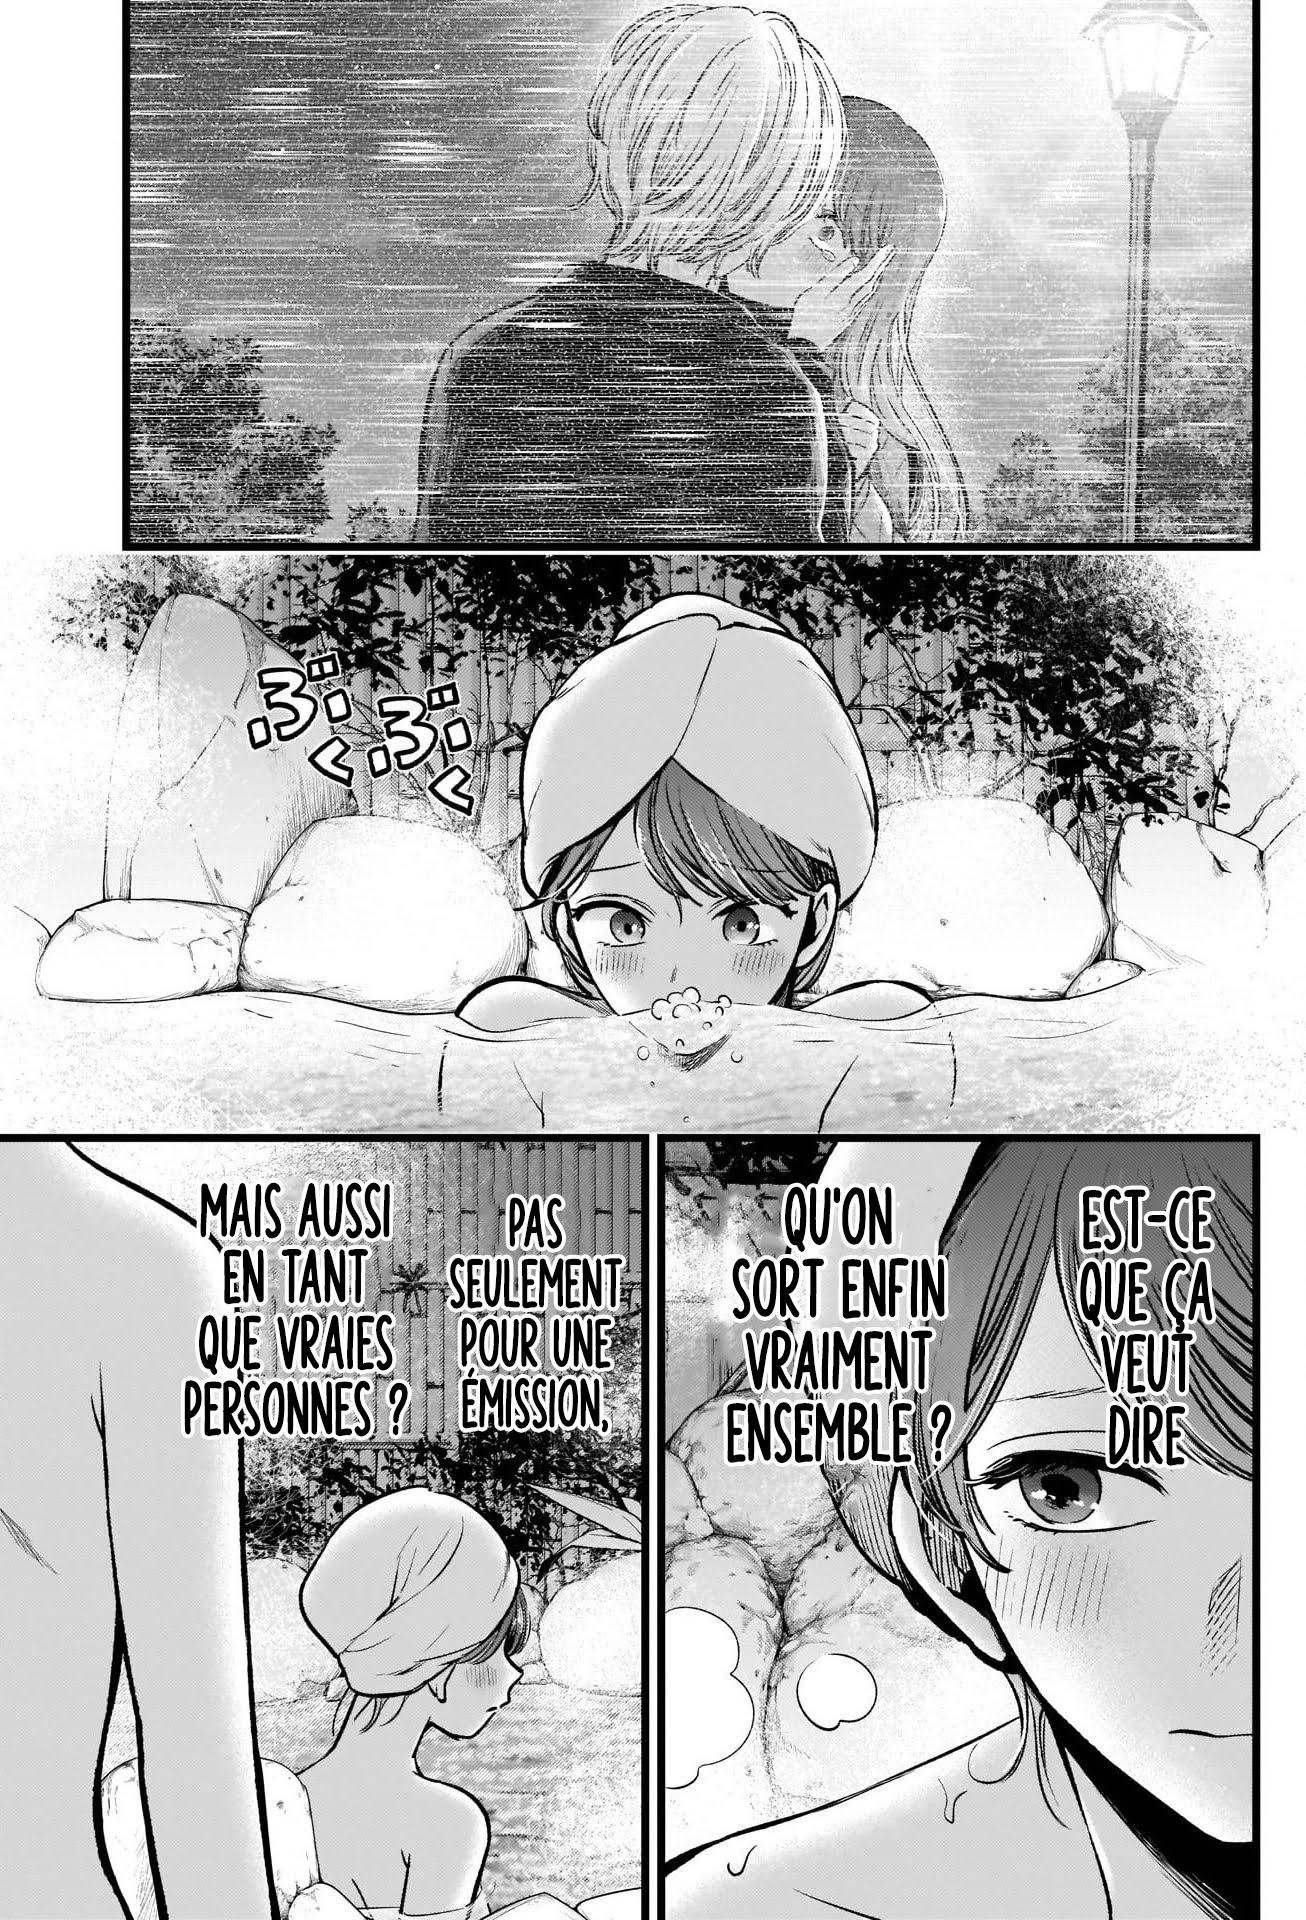 ぶくぶく
EST-CE
QUE ÇA
VEUT
DIRE
QU'ON
SORT ENFIN
VRAIMENT
ENSEMBLE ?
PAS
SEULEMENT
POUR UNE
ÉMISSION,
MAIS AUSSI
EN TANT
QUE VRAIES
PERSONNES ?